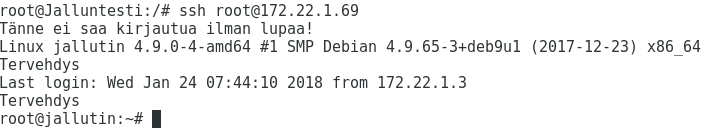 root@Jalluntesti:/# ssh root@172.22.1.69
Tänne ei saa kirjautua ilman lupaa!
Linux jallutin 4.9.0-4-amd64 #1 SMP Debian 4.9.65-3+deb9u1 (2017-12-23) x86_64
Tervehdys
Last login: Wed Jan 24 07:44:10 2018 from 172.22.1.3
Tervehdys
root@jallutin:~#